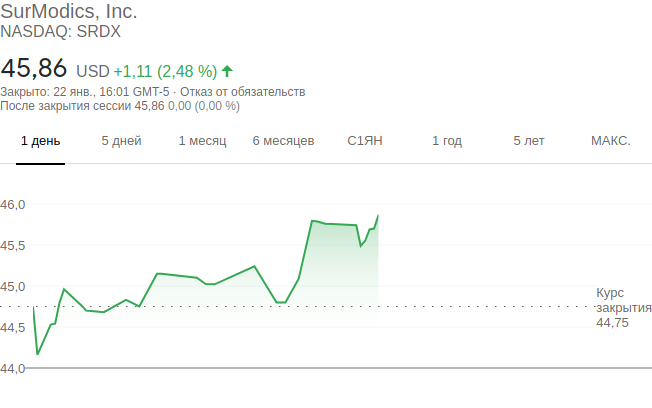 SurModics, Inc.
NASDAQ: SRDX
45,86 USD +1,11 (2,48 %)
Закрыто: 22 янв., 16:01 GMT-5 · Отказ от обязательств
После закрытия сессии 45,86 0,00 (0,00 %)
1 день 5 дней 1 месяц 6 месяцев С1ЯН 1 год 5 лет МАКС.
46,0
45,5
45,0
Курс
закрытия
44,75
44,5
44,0